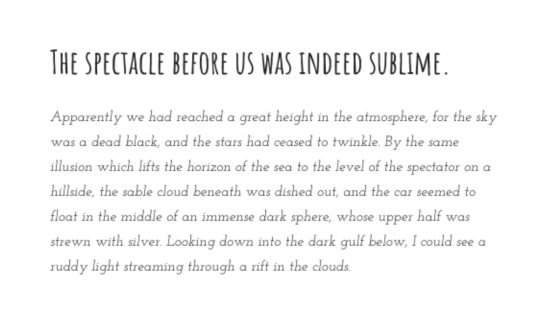 The spectacle before us was indeed sublime.
Apparently we had reached a great height in the atmosphere, for the sky
was a dead black, and the stars had ceased to twinkle. By the same
illusion which lifts the horizon of the sea to the level of the spectator on a
hillside, the sable cloud beneath was dished out, and the car seemed to
float in the middle of an immense dark sphere, whose upper half was
strewn with silver. Looking down into the dark gulf below, I could see a
ruddy light streaming through a rift in the clouds.